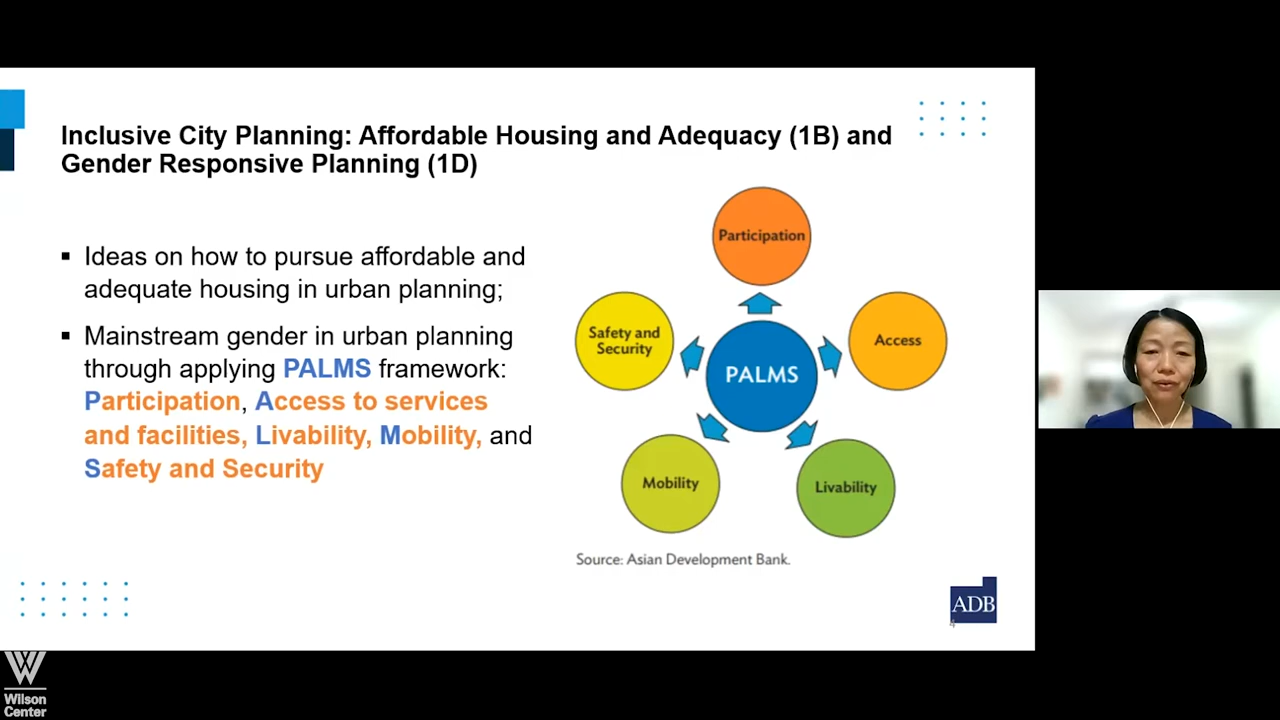 Inclusive City Planning: Affordable Housing and Adequacy (1B) and
Gender Responsive Planning (1D)
▪ Ideas on how to pursue affordable and
adequate housing in urban planning;
▪ Mainstream gender in urban planning
through applying PALMS framework:
Participation, Access to services
and facilities, Livability, Mobility, and
Safety and Security
Participation
Safety and
Security
Access
PALMS
Mobility
Livability
Source: Asian Development Bank.
ADB
4
Wilson
Center